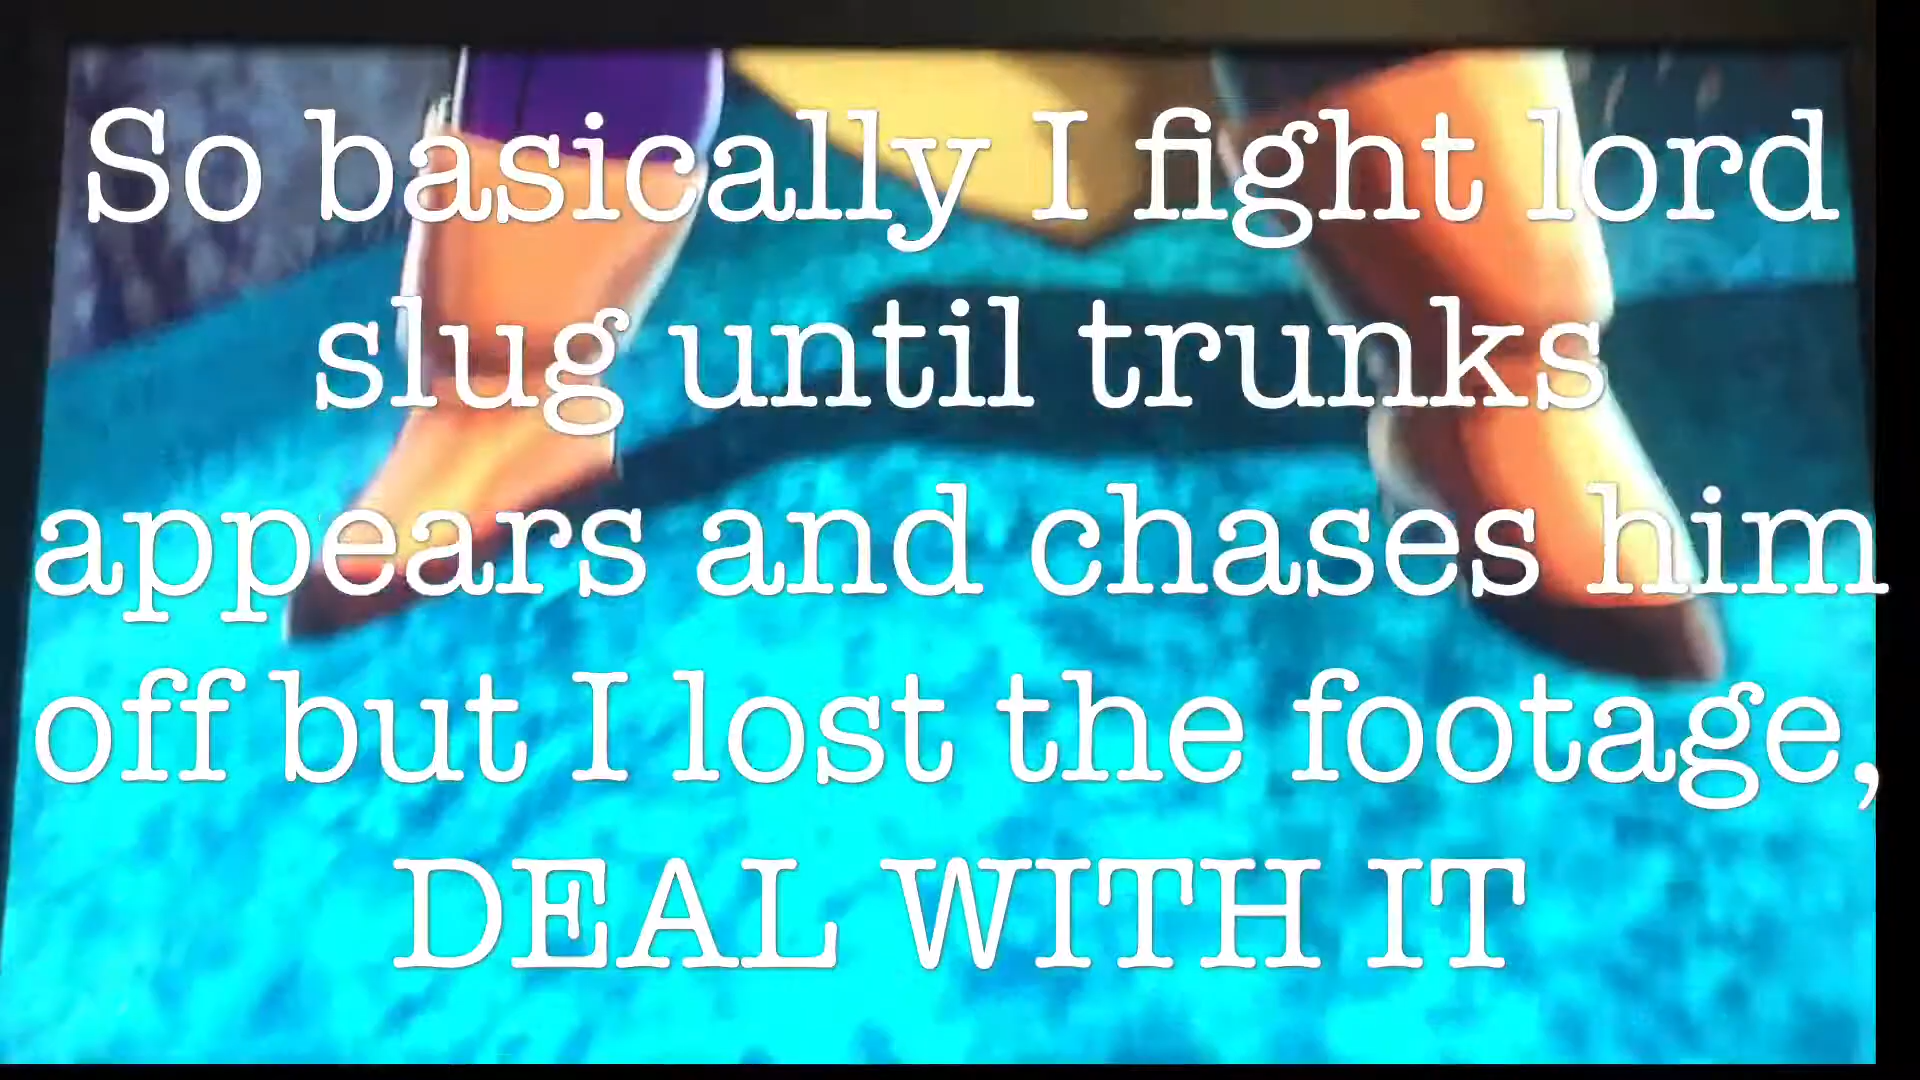 So basically I fight lord
slug until trunks
appears and chases him
off but I lost the footage,
DEAL WITH IT